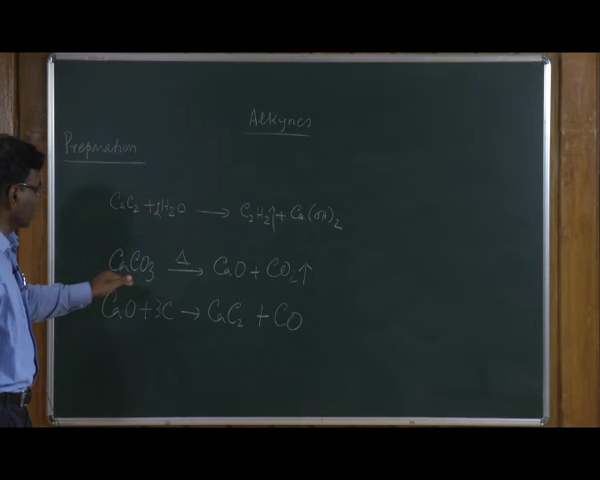 Alkynes
Preparation
CaC₂ + 2H₂O ⟶ C₂H₂↑ + Ca(OH)₂
CaCO₃ —Δ→ CaO + CO₂↑
CaO + 3C → CaC₂ + CO